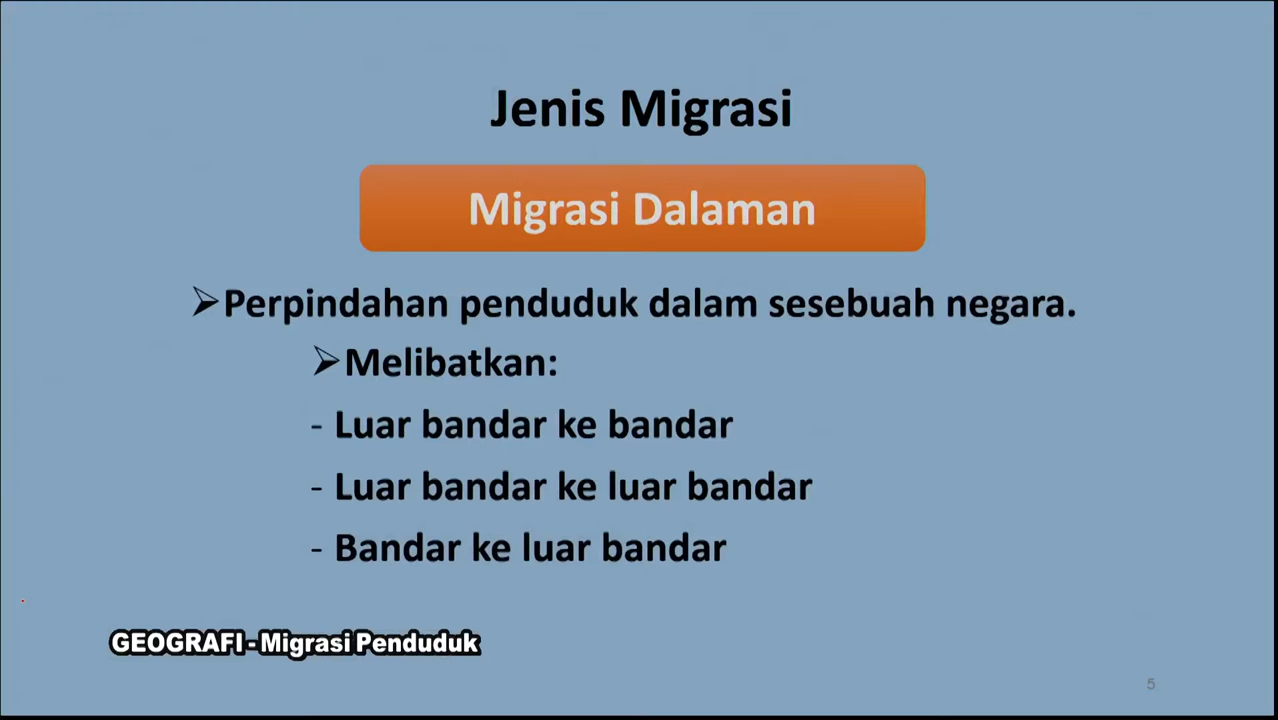 Jenis Migrasi
Migrasi Dalaman
➢Perpindahan penduduk dalam sesebuah negara.
➢Melibatkan:
- Luar bandar ke bandar
- Luar bandar ke luar bandar
- Bandar ke luar bandar
GEOGRAFI - Migrasi Penduduk
5